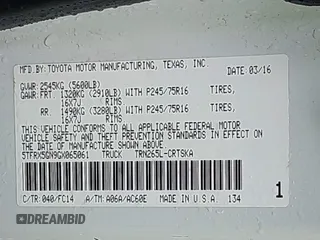 MFD.BY:TOYOTA MOTOR MANUFACTURING, TEXAS, INC.
DATE: 03/16
GVWR:2545KG (5600LB)
GAWR:FRT. 1320KG (2910LB) WITH P245/75R16 TIRES,
16X7J RIMS
RR. 1490KG (3280LB) WITH P245/75R16 TIRES,
16X7J RIMS
THIS VEHICLE CONFORMS TO ALL APPLICABLE FEDERAL MOTOR
VEHICLE SAFETY AND THEFT PREVENTION STANDARDS IN EFFECT
ON THE DATE OF MANUFACTURE SHOWN ABOVE.
5TFRX5GN9GX065061 TRUCK TRN265L-CRTSKA
1
C/TR:040/FC14 A/TM:A06A/AC60E MADE IN U.S.A. 134
© DREAMBID